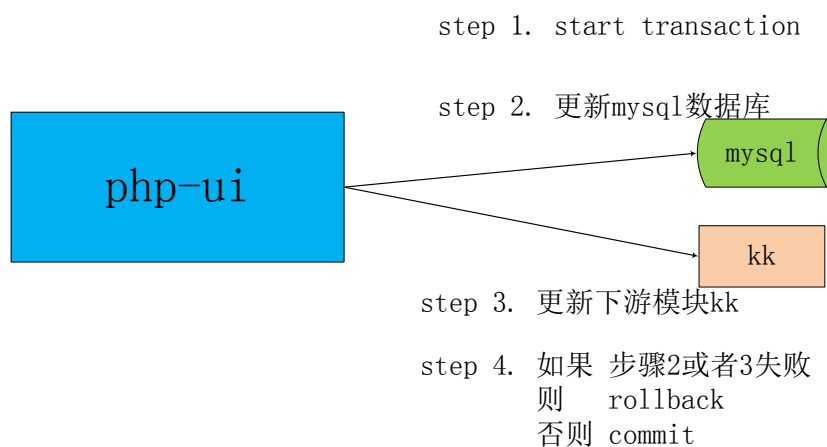 step 1. start transaction
step 2. 更新mysql数据库
mysql
php-ui
kk
step 3. 更新下游模块kk
step 4. 如果 步骤2或者3失败
则 rollback
否则 commit